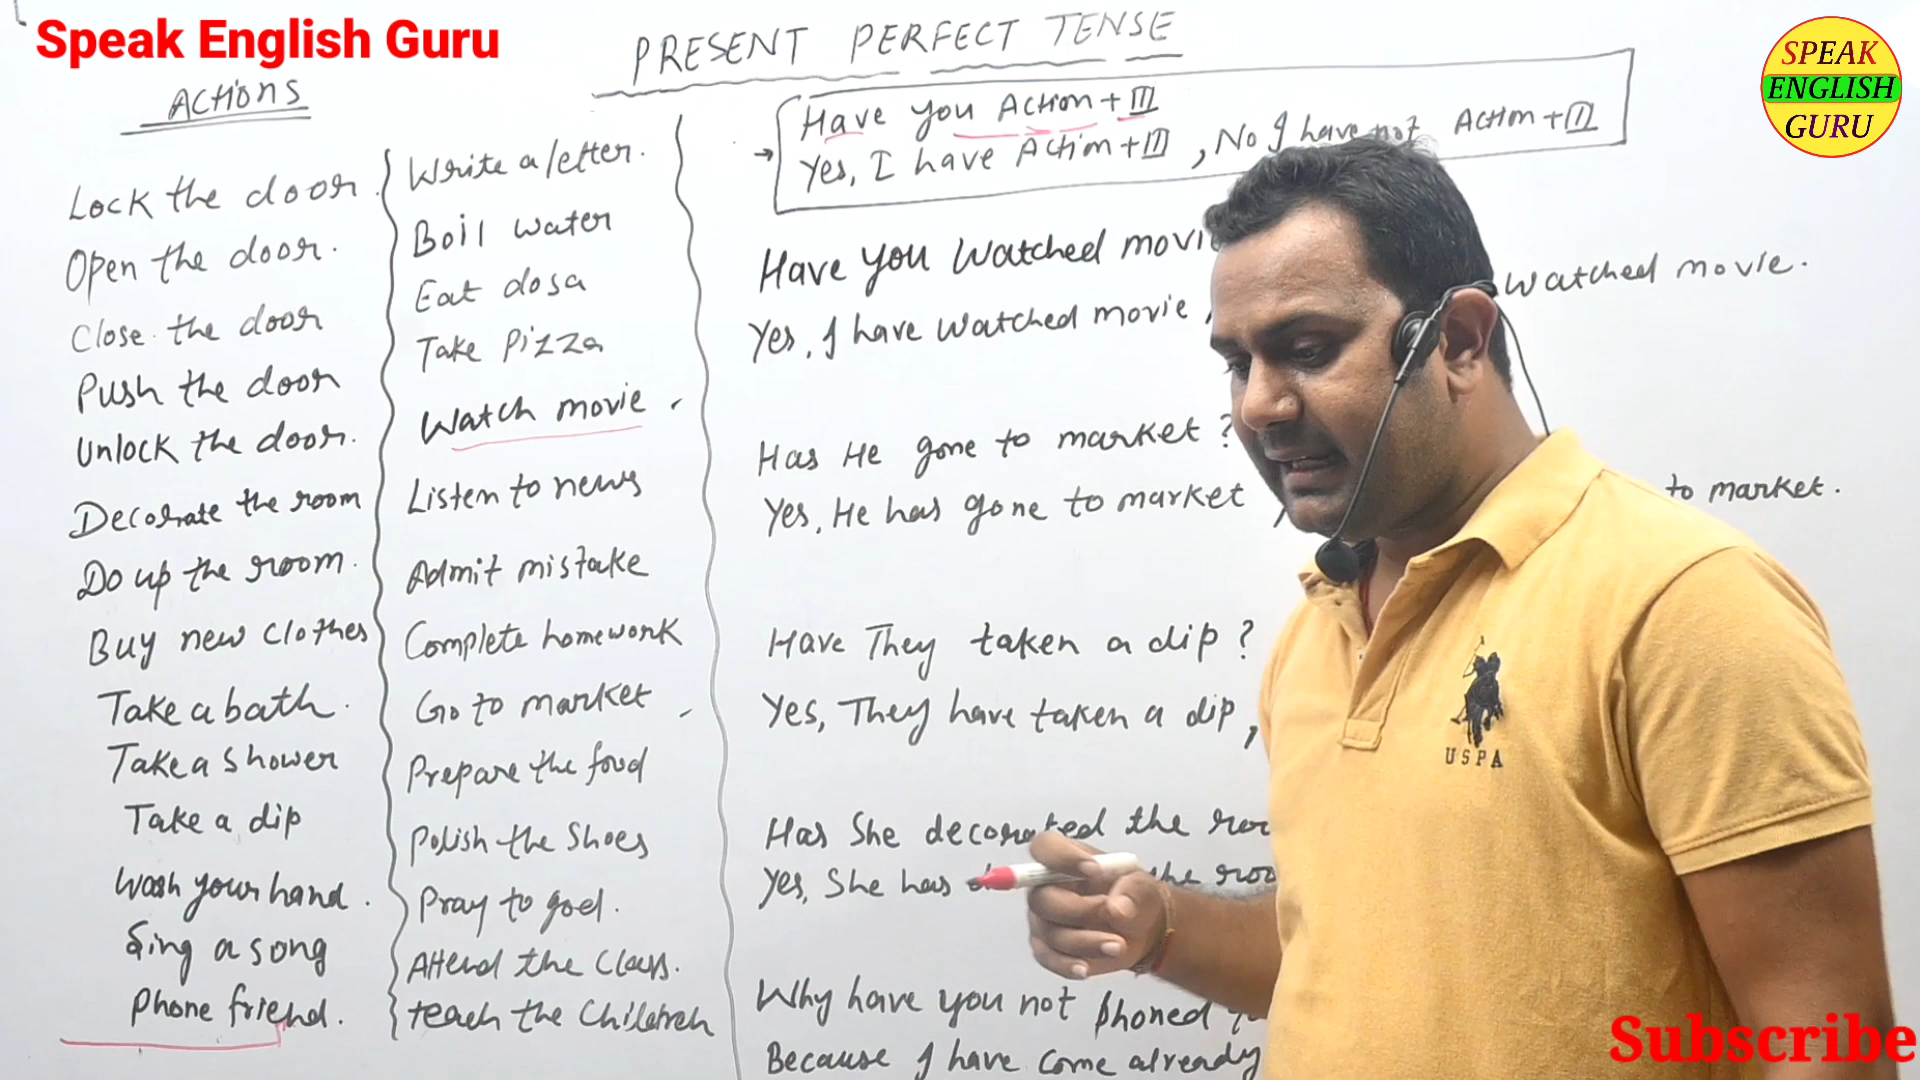 Speak English Guru
PRESENT PERFECT TENSE
SPEAK
ENGLISH
GURU
ACTIONS
Lock the door.
Open the door.
Close the door
Push the door
Unlock the door.
Decorate the room
Do up the room.
Buy new clothes
Take a bath.
Take a shower
Take a dip
Wash your hand.
Sing a song
Phone friend.
Write a letter.
Boil water
Eat dosa
Take Pizza
Watch movie
Listen to news
Admit mistake
Complete homework
Go to market
Prepare the food
Polish the Shoes
Pray to god.
Attend the class.
teach the Children
Have you Action + III
Yes, I have Action + III, No I have not Action + III
Have you watched movie
Yes, I have watched movie, watched movie.
Has He gone to market?
Yes, He has gone to market to market.
Have They taken a dip?
Yes, They have taken a dip,
Has She decorated the
Yes, She has the
Why have you not phoned
Because I have come already
USPA
Subscribe